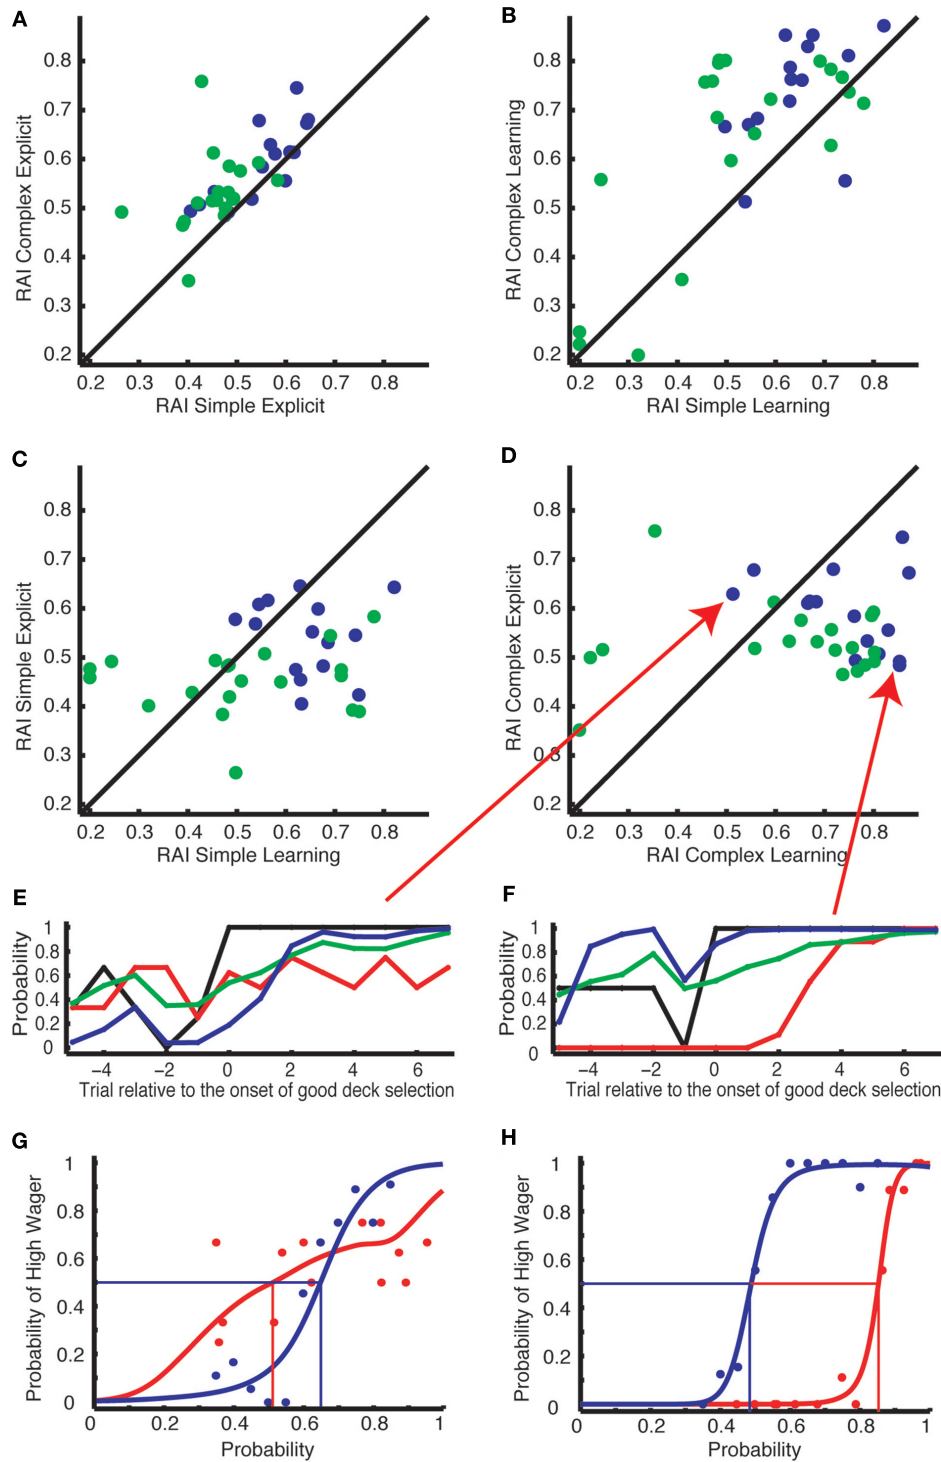 A
RAI Complex Explicit
0.8
0.7
0.6
0.5
0.4
0.3
0.2
0.2 0.3 0.4 0.5 0.6 0.7 0.8
RAI Simple Explicit
B
RAI Complex Learning
0.8
0.7
0.6
0.5
0.4
0.3
0.2
0.2 0.3 0.4 0.5 0.6 0.7 0.8
RAI Simple Learning
C
RAI Simple Explicit
0.8
0.7
0.6
0.5
0.4
0.3
0.2
0.2 0.3 0.4 0.5 0.6 0.7 0.8
RAI Simple Learning
D
RAI Complex Explicit
0.8
0.7
0.6
0.5
0.4
0.3
0.2
0.2 0.3 0.4 0.5 0.6 0.7 0.8
RAI Complex Learning
E
Probability
1
0.8
0.6
0.4
0.2
0
−4 −2 0 2 4 6
Trial relative to the onset of good deck selection
F
Probability
1
0.8
0.6
0.4
0.2
0
−4 −2 0 2 4 6
Trial relative to the onset of good deck selection
G
Probability of High Wager
1
0.8
0.6
0.4
0.2
0
0 0.2 0.4 0.6 0.8 1
Probability
H
Probability of High Wager
1
0.8
0.6
0.4
0.2
0
0 0.2 0.4 0.6 0.8 1
Probability